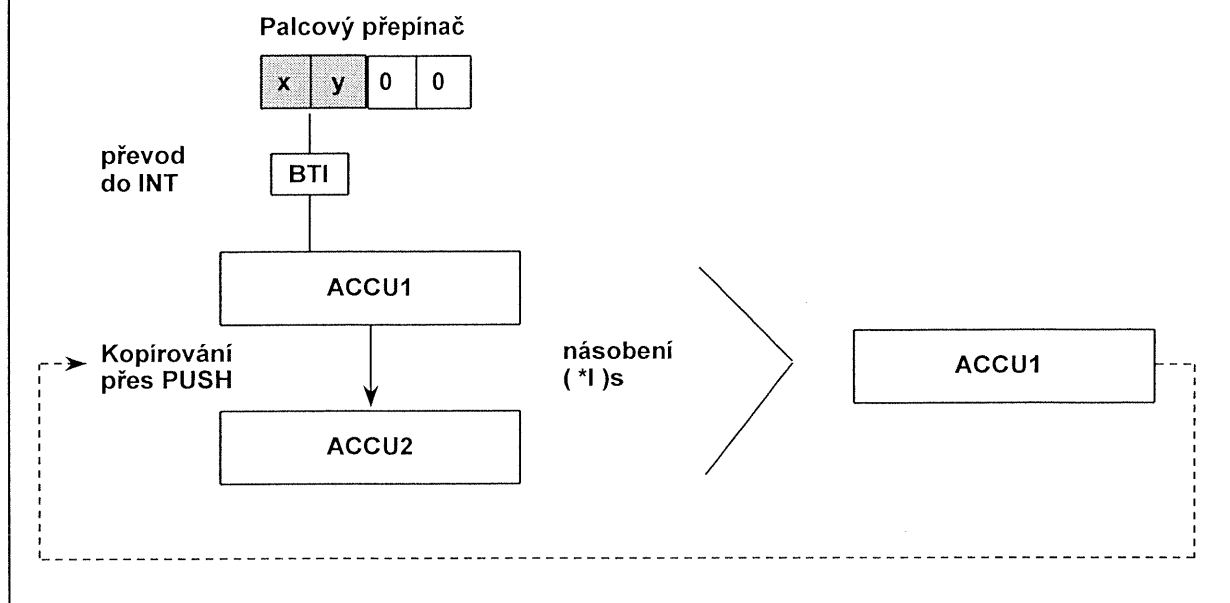 Palcový přepínač
x y 0 0
převod
do INT
BTI
ACCU1
Kopírování
přes PUSH
násobení
( *I )s
ACCU1
ACCU2